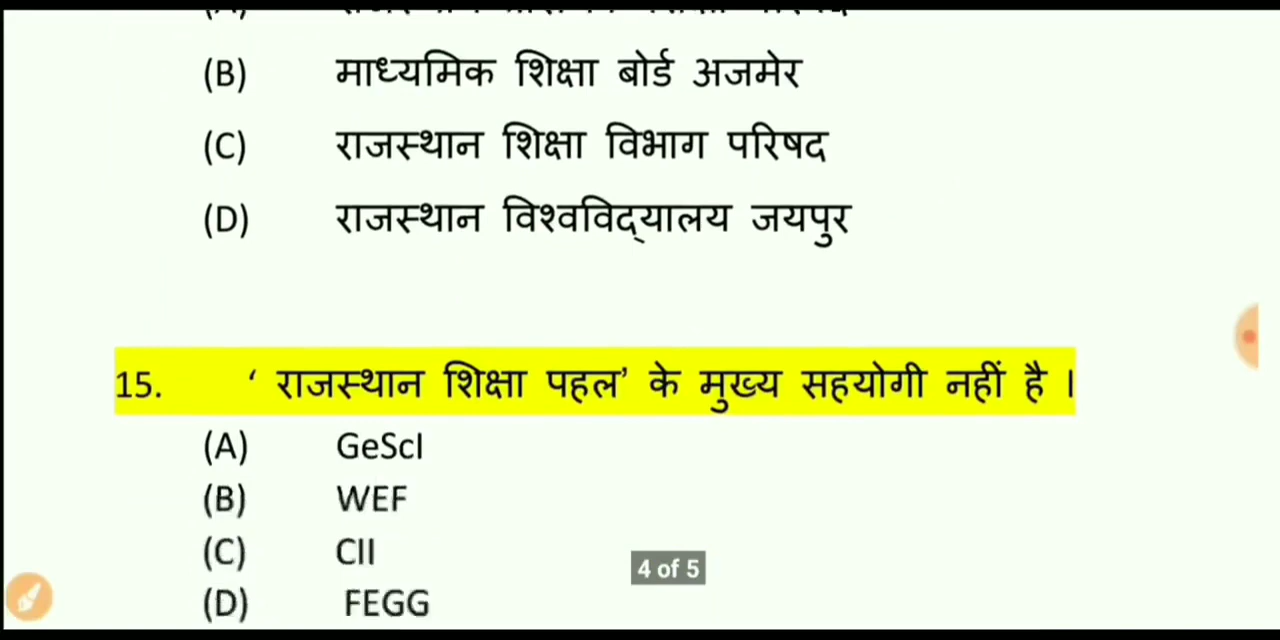 (B) माध्यमिक शिक्षा बोर्ड अजमेर
(C) राजस्थान शिक्षा विभाग परिषद
(D) राजस्थान विश्वविद्यालय जयपुर
15. ‘ राजस्थान शिक्षा पहल’ के मुख्य सहयोगी नहीं है ।
(A) GeScI
(B) WEF
(C) CII
4 of 5
(D) FEGG